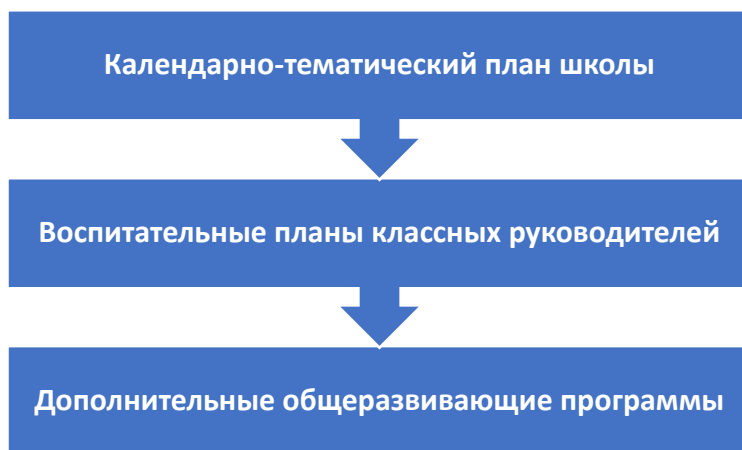 Календарно-тематический план школы
Воспитательные планы классных руководителей
Дополнительные общеразвивающие программы